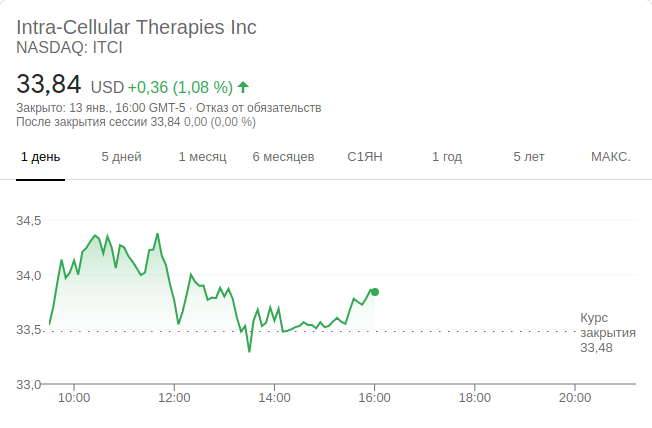 Intra-Cellular Therapies Inc
NASDAQ: ITCI
33,84 USD +0,36 (1,08 %)
Закрыто: 13 янв., 16:00 GMT-5 · Отказ от обязательств
После закрытия сессии 33,84 0,00 (0,00 %)
1 день 5 дней 1 месяц 6 месяцев С1ЯН 1 год 5 лет МАКС.
34,5
34,0
33,5
33,0
Курс
закрытия
33,48
10:00 12:00 14:00 16:00 18:00 20:00